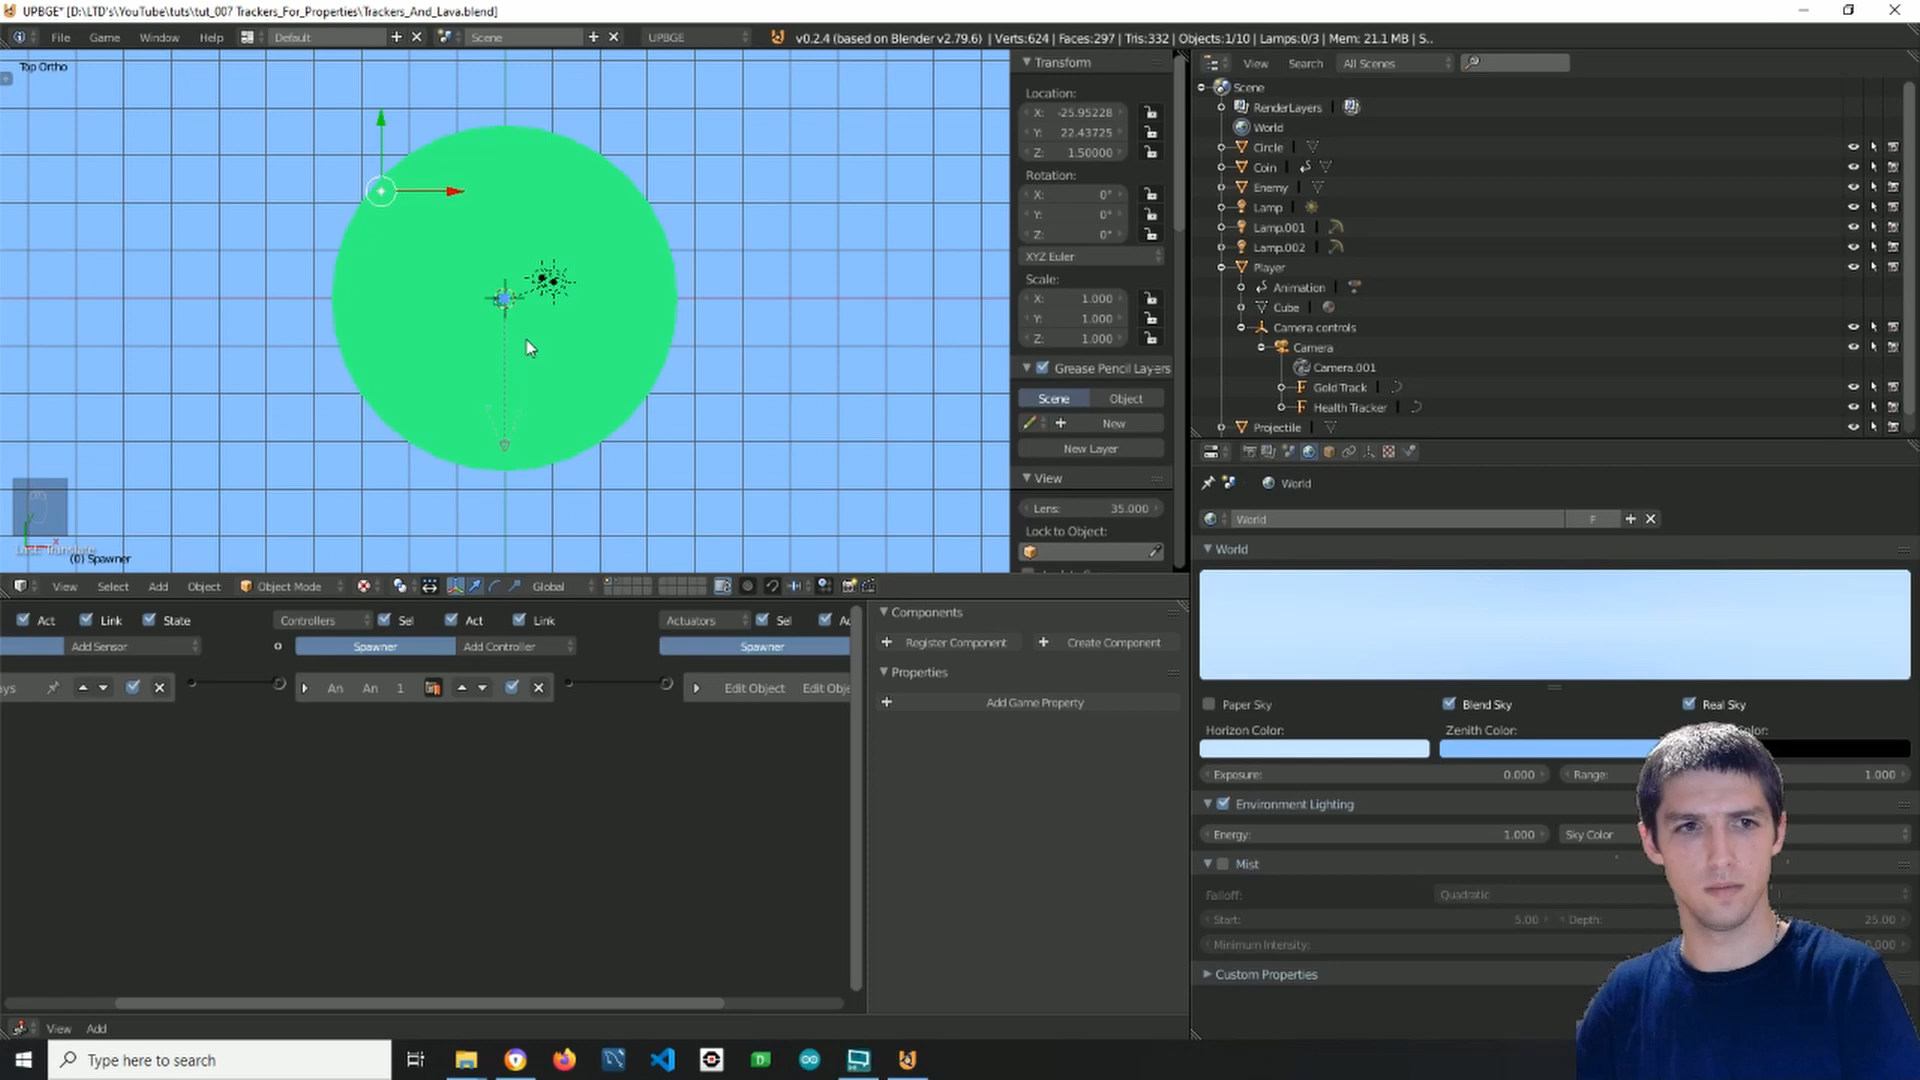 UPBGE* [D:\LTD's\YouTube\tuts\tut_007 Trackers_For_Properties\Trackers_And_Lava.blend]
File Game Window Help Default Scene UPBGE v0.2.4 (based on Blender v2.79.6) | Verts:624 | Faces:297 | Tris:332 | Objects:1/10 | Lamps:0/3 | Mem: 21.1 MB | S..
Top Ortho
Transform
Location:
X: -25.95228
Y: 22.43725
Z: 1.50000
Rotation:
X: 0°
Y: 0°
Z: 0°
XYZ Euler
Scale:
X: 1.000
Y: 1.000
Z: 1.000
Grease Pencil Layers
Scene Object
New
New Layer
View
Lens: 35.000
Lock to Object:
(0) Spawner
View Select Add Object Object Mode Global
View Search All Scenes
Scene
RenderLayers |
World
Circle |
Coin |
Enemy |
Lamp |
Lamp.001 |
Lamp.002 |
Player
Animation |
Cube |
Camera controls
Camera
Camera.001
F Gold Track |
F Health Tracker |
Projectile |
World
World F
World
Paper Sky Blend Sky Real Sky
Horizon Color: Zenith Color:
Exposure: 0.000 Range: 1.000
Environment Lighting
Energy: 1.000 Sky Color
Mist
Falloff: Quadratic
Start: 5.00 Depth: 25.00
Minimum Intensity:
Custom Properties
Act Link State Controllers Sel Act Link Actuators Sel
Add Sensor Spawner Add Controller Spawner
An An 1 Edit Object
Components
Register Component Create Component
Properties
Add Game Property
View Add
Type here to search